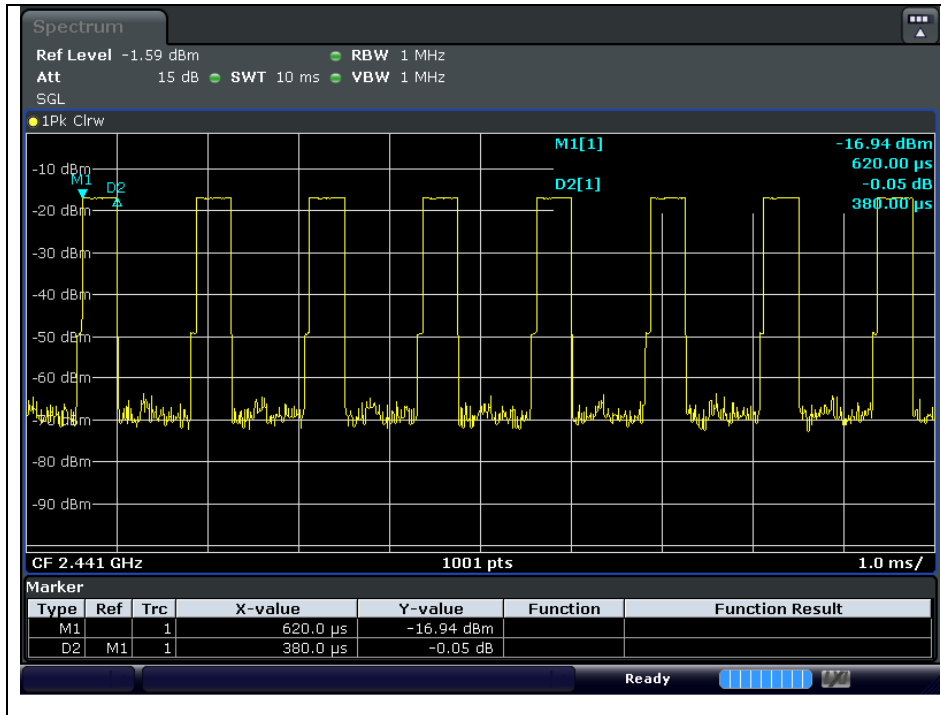 Spectrum
Ref Level -1.59 dBm RBW 1 MHz
Att 15 dB SWT 10 ms VBW 1 MHz
SGL
1Pk Clrw
M1[1] -16.94 dBm
620.00 µs
D2[1] -0.05 dB
380.00 µs
M1
D2
-10 dBm
-20 dBm
-30 dBm
-40 dBm
-50 dBm
-60 dBm
-70 dBm
-80 dBm
-90 dBm
CF 2.441 GHz 1001 pts 1.0 ms/
Marker
Type Ref Trc X-value Y-value Function Function Result
M1 1 620.0 µs -16.94 dBm
D2 M1 1 380.0 µs -0.05 dB
Ready